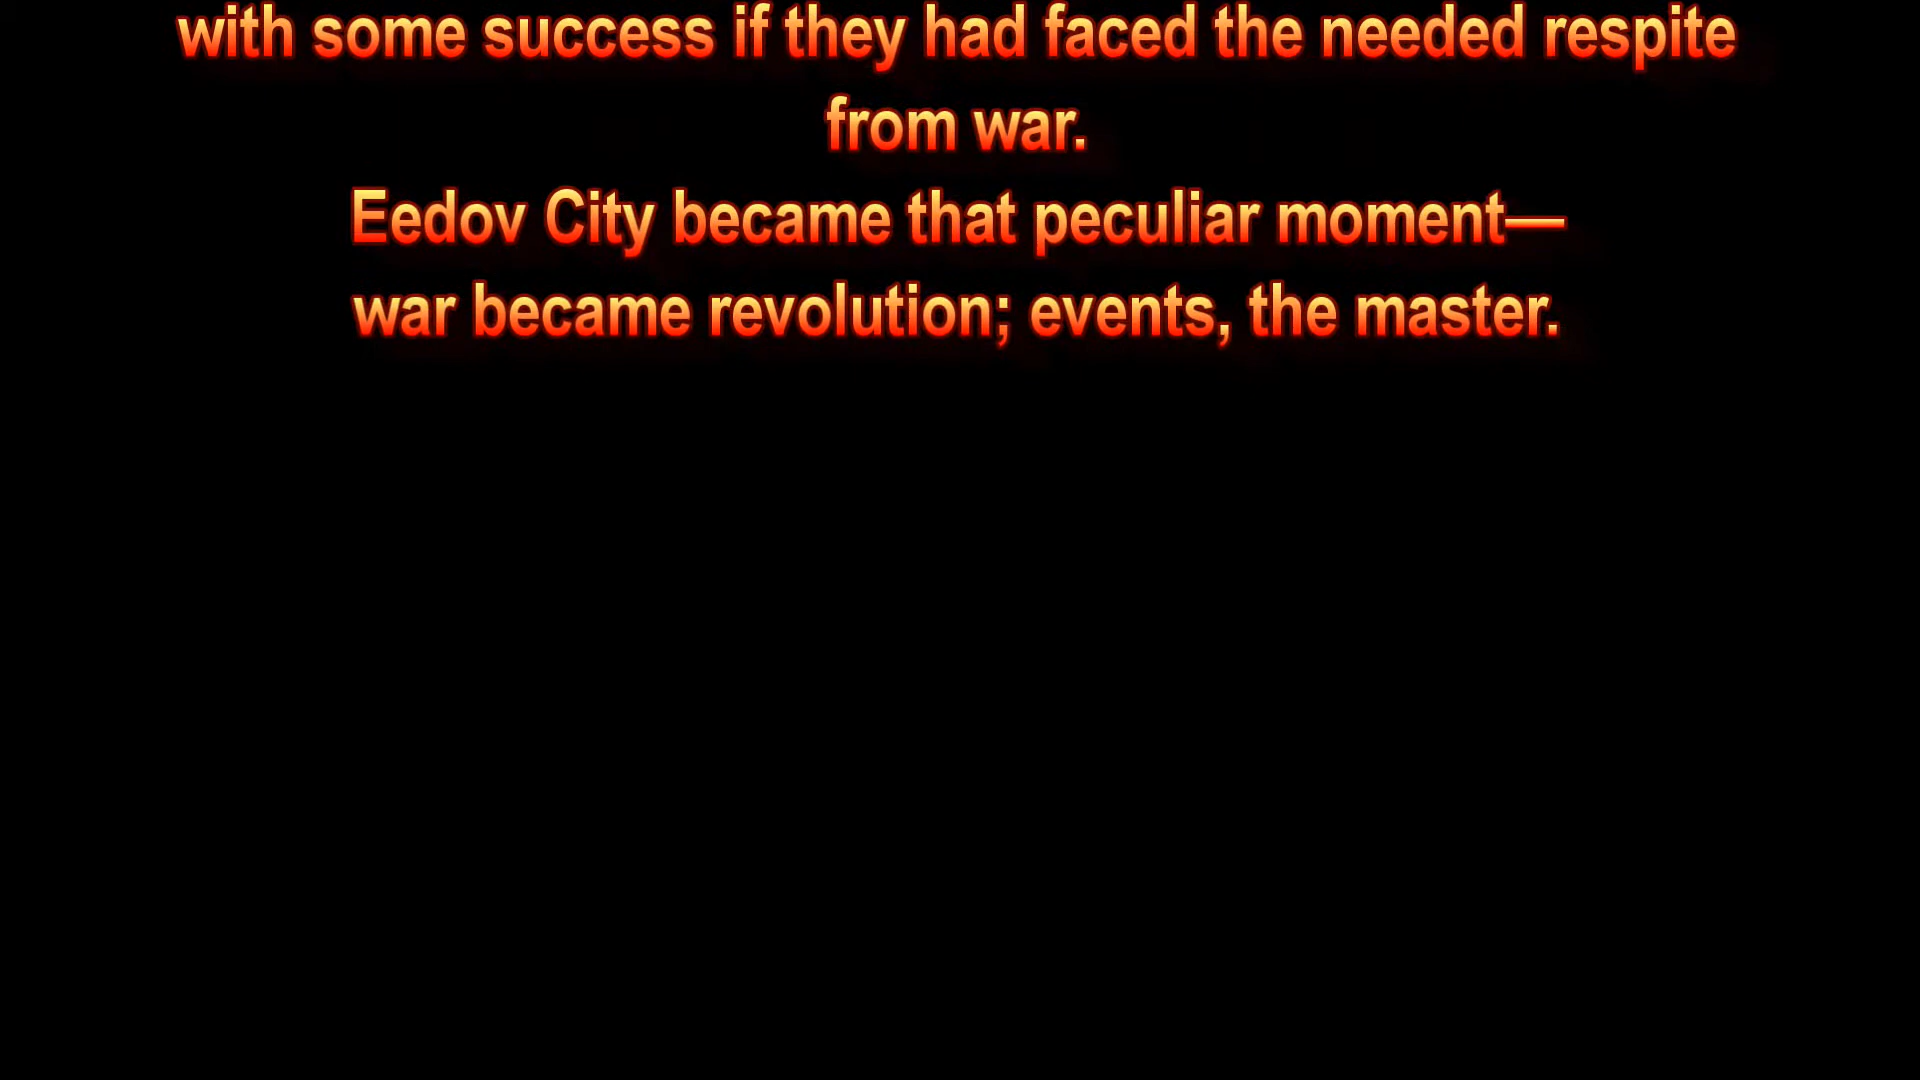 with some success if they had faced the needed respite
from war.
Eedov City became that peculiar moment—
war became revolution; events, the master.